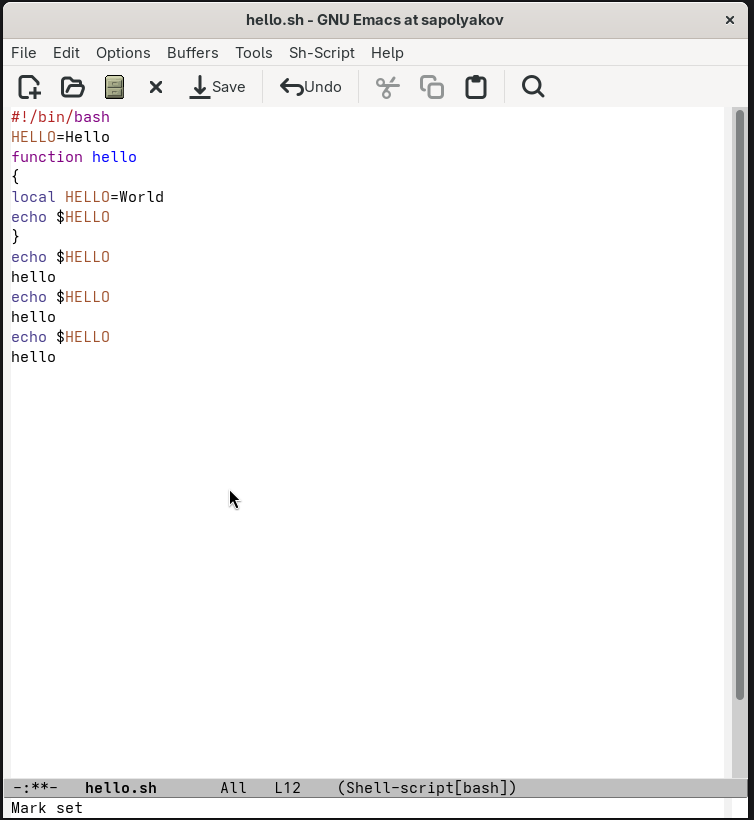 hello.sh - GNU Emacs at sapolyakov
File Edit Options Buffers Tools Sh-Script Help
Save Undo
#!/bin/bash
HELLO=Hello
function hello
{
local HELLO=World
echo $HELLO
}
echo $HELLO
hello
echo $HELLO
hello
echo $HELLO
hello
-:**- hello.sh All L12 (Shell-script[bash])
Mark set